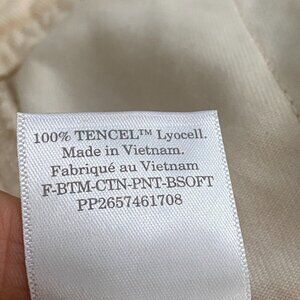 100% TENCEL™ Lyocell.
Made in Vietnam.
Fabriqué au Vietnam
F-BTM-CTN-PNT-BSOFT
PP2657461708